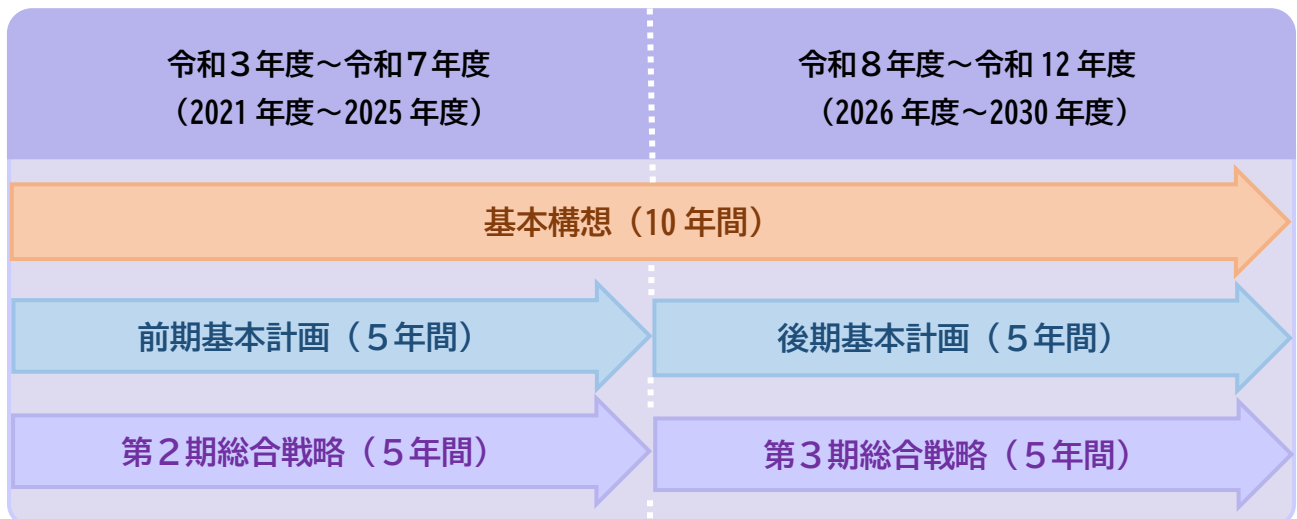 令和３年度～令和７年度
（2021 年度～2025 年度）
令和８年度～令和 12 年度
（2026 年度～2030 年度）
基本構想（10 年間）
前期基本計画（５年間）
後期基本計画（５年間）
第２期総合戦略（５年間）
第３期総合戦略（５年間）